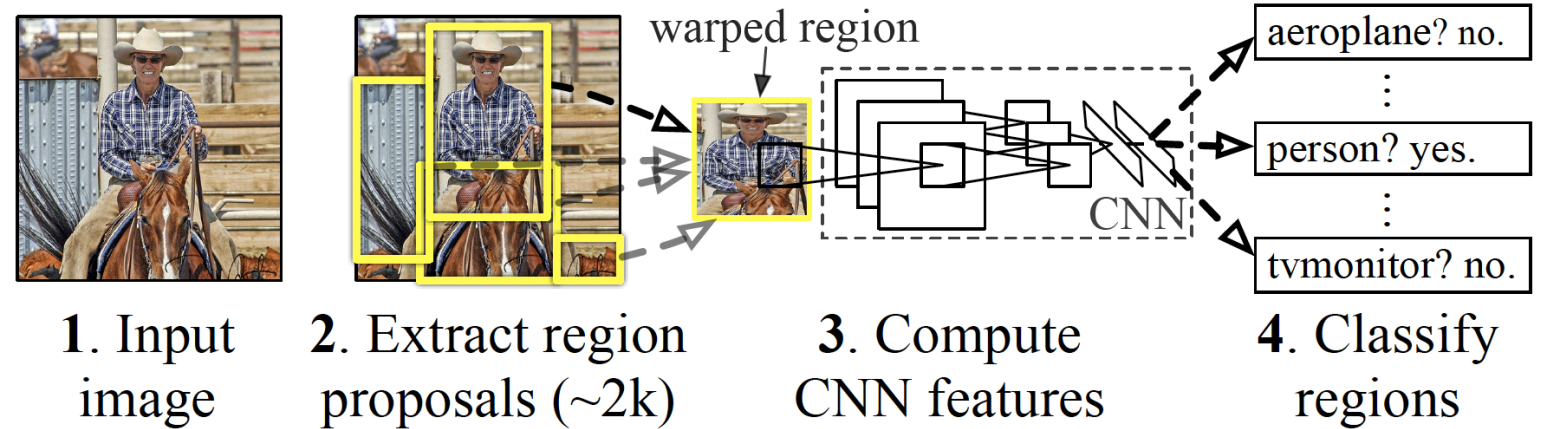 warped region
aeroplane? no.
⋮
person? yes.
⋮
tvmonitor? no.
CNN
1. Input
image
2. Extract region
proposals (~2k)
3. Compute
CNN features
4. Classify
regions